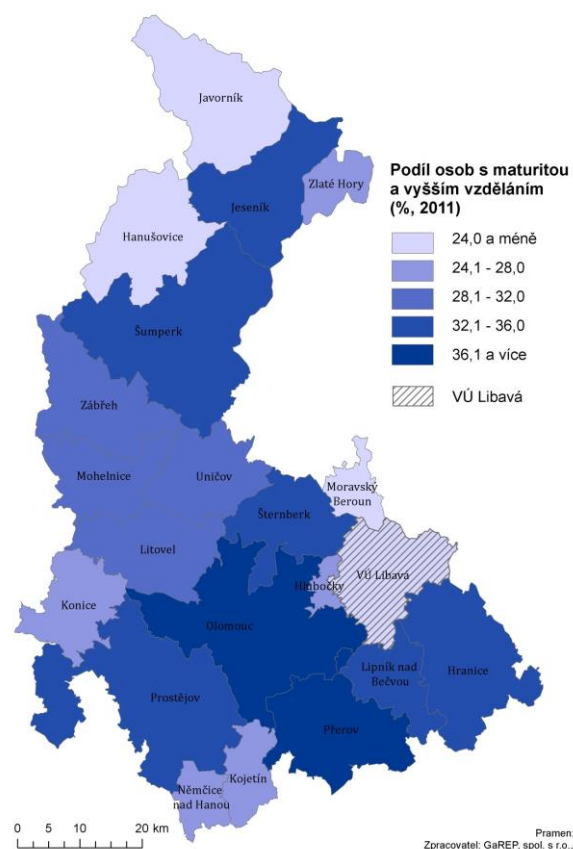 Javorník
Zlaté Hory
Jeseník
Hanušovice
Podíl osob s maturitou
a vyšším vzděláním
(%, 2011)
24,0 a méně
24,1 - 28,0
28,1 - 32,0
32,1 - 36,0
36,1 a více
VÚ Libavá
Šumperk
Zábřeh
Mohelnice
Uničov
Moravský
Beroun
Šternberk
Litovel
VÚ Libavá
Hlubočky
Konice
Olomouc
Lipník nad
Bečvou
Hranice
Prostějov
Přerov
Kojetín
Němčice
nad Hanou
0 5 10 20 km
Pramen:
Zpracovatel: GaREP, spol. s r.o.,